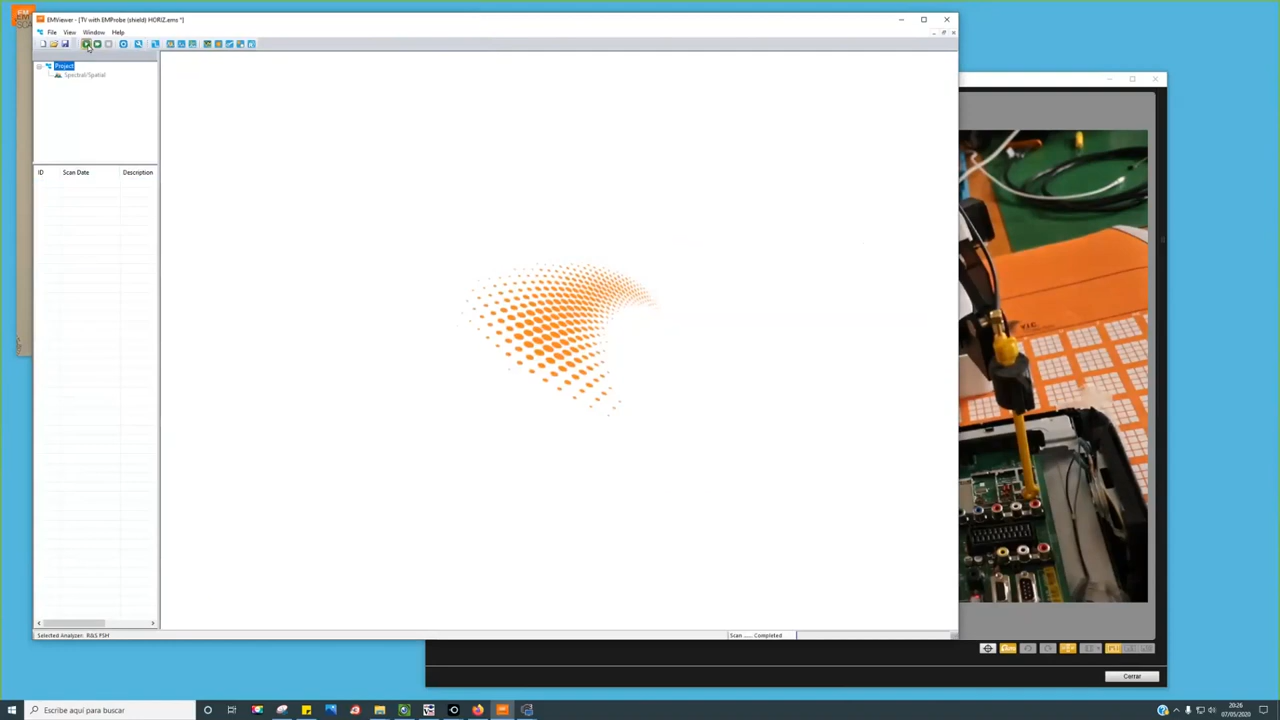 EMViewer - [TV with EMProbe (shield) HORIZ.ems *]
File View Window Help
Project
Spectral/Spatial
ID Scan Date Description
Selected Analyzer: R&S FSH
Scan ...... Completed
Cerrar
Escribe aquí para buscar
20:26
07/05/2020